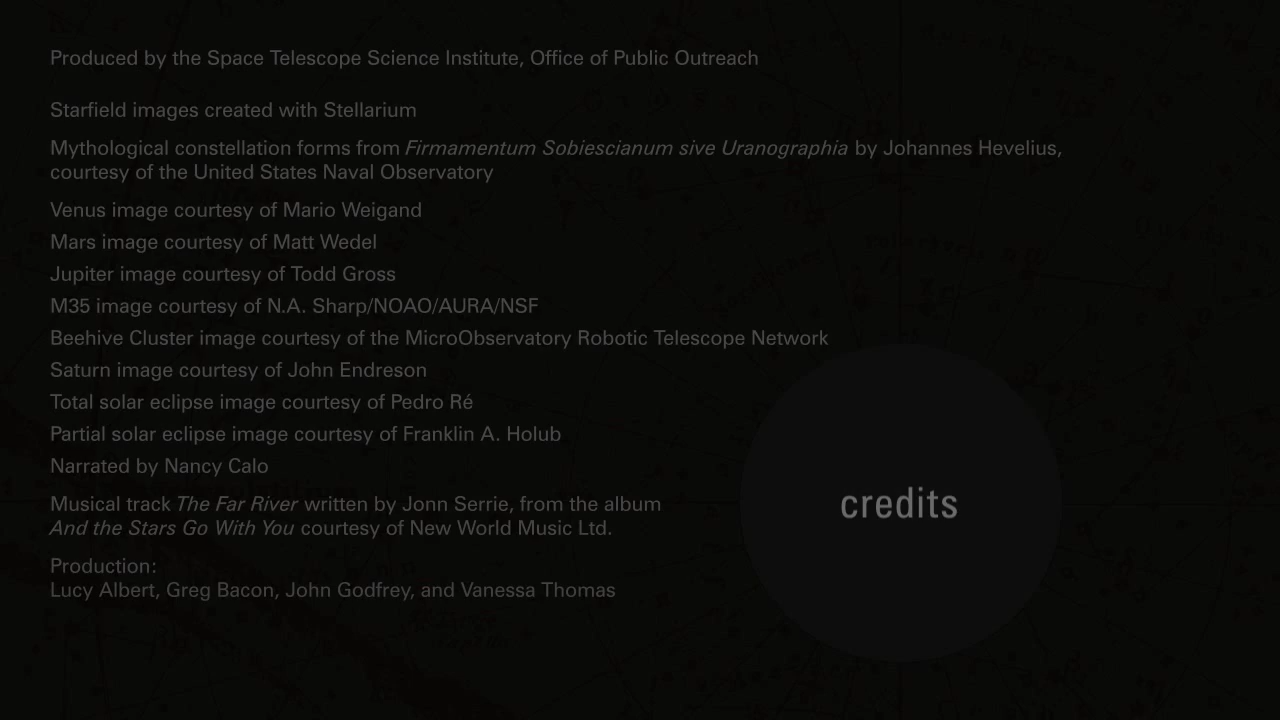 Produced by the Space Telescope Science Institute, Office of Public Outreach
Starfield images created with Stellarium
Mythological constellation forms from Firmamentum Sobiescianum sive Uranographia by Johannes Hevelius,
courtesy of the United States Naval Observatory
Venus image courtesy of Mario Weigand
Mars image courtesy of Matt Wedel
Jupiter image courtesy of Todd Gross
M35 image courtesy of N.A. Sharp/NOAO/AURA/NSF
Beehive Cluster image courtesy of the MicroObservatory Robotic Telescope Network
Saturn image courtesy of John Endreson
Total solar eclipse image courtesy of Pedro Ré
Partial solar eclipse image courtesy of Franklin A. Holub
Narrated by Nancy Calo
Musical track The Far River written by Jonn Serrie, from the album
And the Stars Go With You courtesy of New World Music Ltd.
Production:
Lucy Albert, Greg Bacon, John Godfrey, and Vanessa Thomas
credits